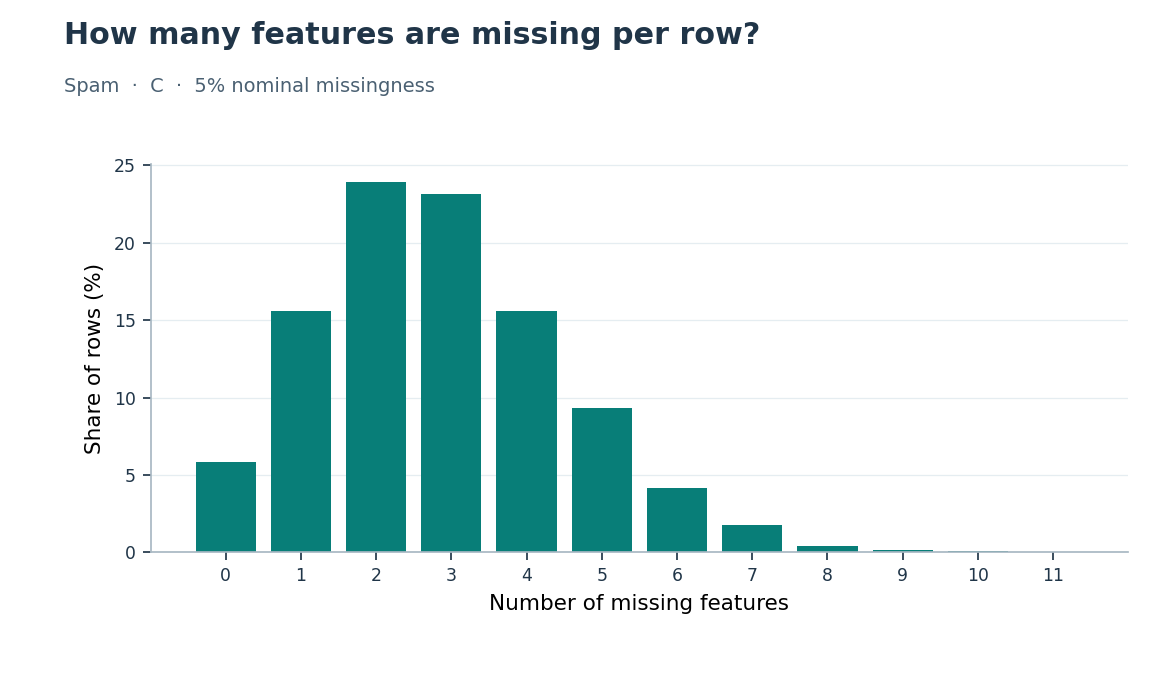 How many features are missing per row?
Spam · C · 5% nominal missingness
25
20
15
10
5
0
Share of rows (%)
0 1 2 3 4 5 6 7 8 9 10 11
Number of missing features